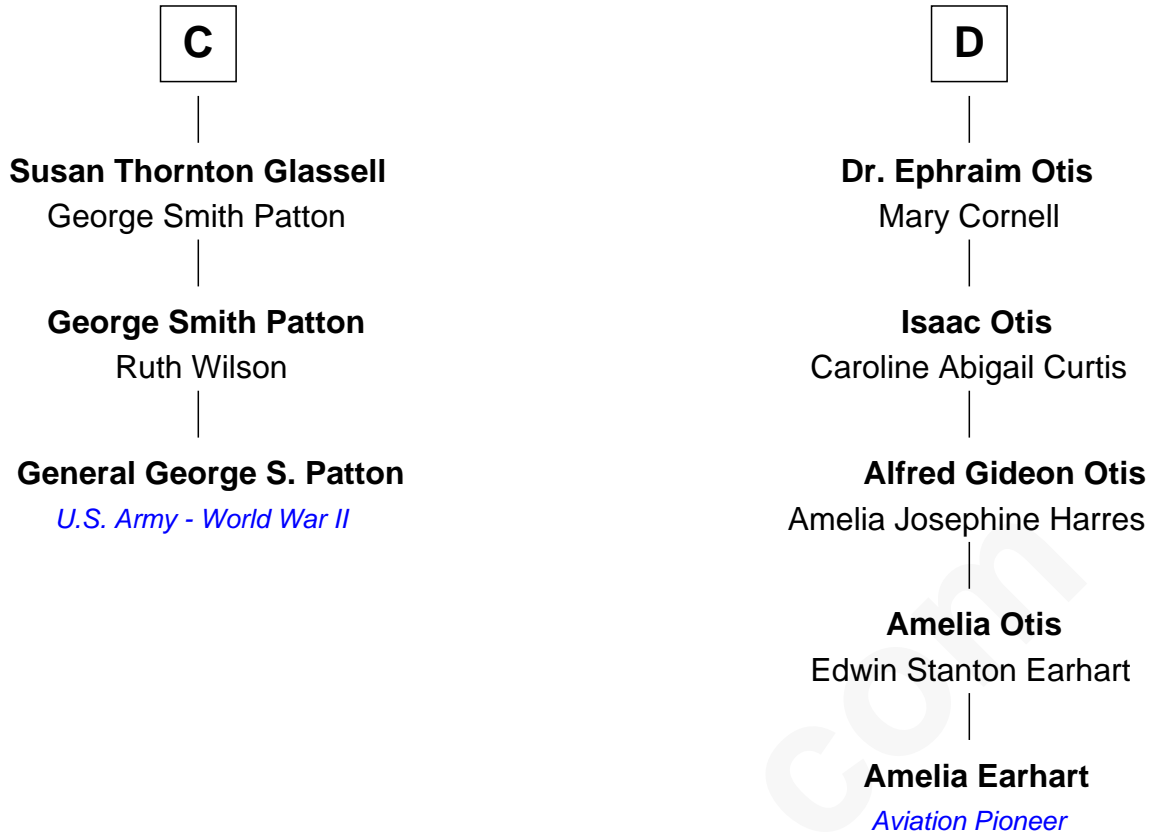 C
Susan Thornton Glassell
George Smith Patton
George Smith Patton
Ruth Wilson
General George S. Patton
U.S. Army - World War II
D
Dr. Ephraim Otis
Mary Cornell
Isaac Otis
Caroline Abigail Curtis
Alfred Gideon Otis
Amelia Josephine Harres
Amelia Otis
Edwin Stanton Earhart
Amelia Earhart
Aviation Pioneer
com